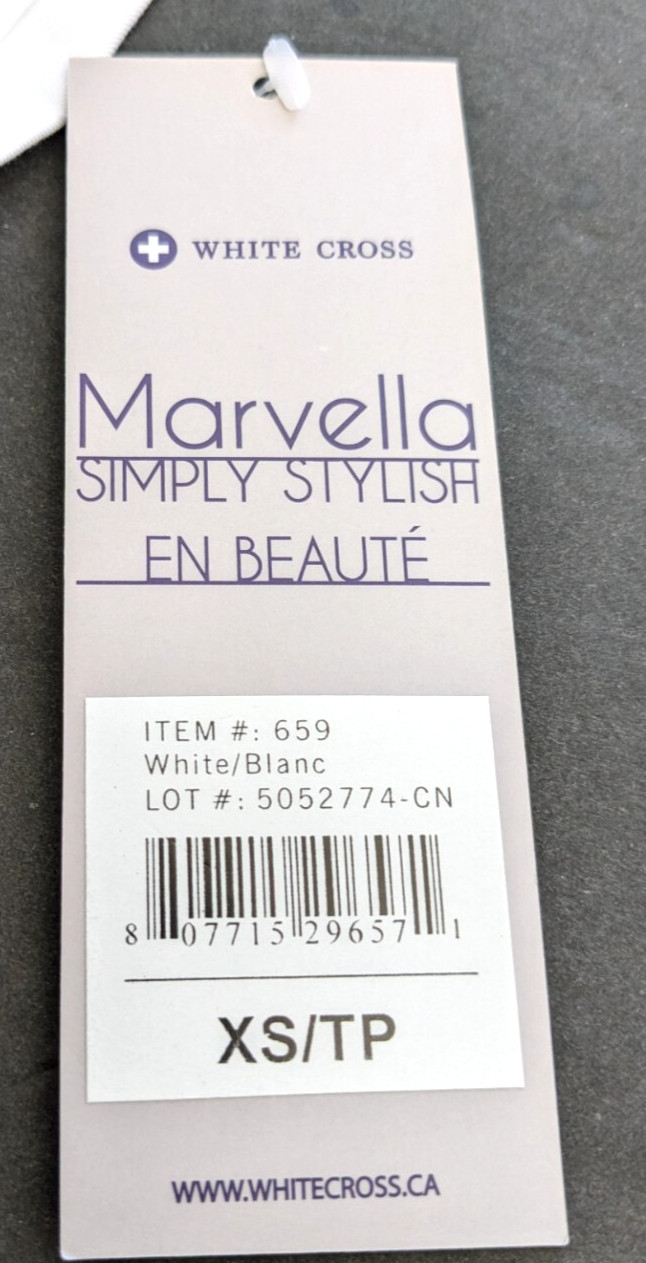 WHITE CROSS
Marvella
SIMPLY STYLISH
EN BEAUTÉ
ITEM #: 659
White/Blanc
LOT #: 5052774-CN
8 07715 29657 1
XS/TP
WWW.WHITECROSS.CA